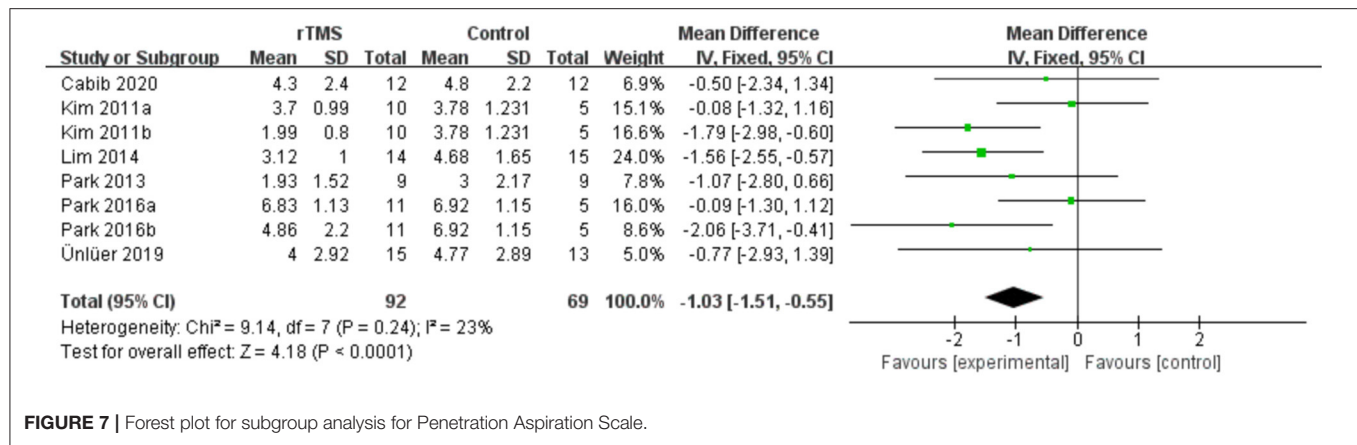 rTMS Control Mean Difference Mean Difference
Study or Subgroup Mean SD Total Mean SD Total Weight IV, Fixed, 95% CI IV, Fixed, 95% CI
Cabib 2020 4.3 2.4 12 4.8 2.2 12 6.9% -0.50 [-2.34, 1.34]
Kim 2011a 3.7 0.99 10 3.78 1.231 5 15.1% -0.08 [-1.32, 1.16]
Kim 2011b 1.99 0.8 10 3.78 1.231 5 16.6% -1.79 [-2.98, -0.60]
Lim 2014 3.12 1 14 4.68 1.65 15 24.0% -1.56 [-2.55, -0.57]
Park 2013 1.93 1.52 9 3 2.17 9 7.8% -1.07 [-2.80, 0.66]
Park 2016a 6.83 1.13 11 6.92 1.15 5 16.0% -0.09 [-1.30, 1.12]
Park 2016b 4.86 2.2 11 6.92 1.15 5 8.6% -2.06 [-3.71, -0.41]
Ünlüer 2019 4 2.92 15 4.77 2.89 13 5.0% -0.77 [-2.93, 1.39]
Total (95% CI) 92 69 100.0% -1.03 [-1.51, -0.55]
Heterogeneity: Chi² = 9.14, df = 7 (P = 0.24); I² = 23%
Test for overall effect: Z = 4.18 (P < 0.0001)
-2 -1 0 1 2
Favours [experimental] Favours [control]
FIGURE 7 | Forest plot for subgroup analysis for Penetration Aspiration Scale.